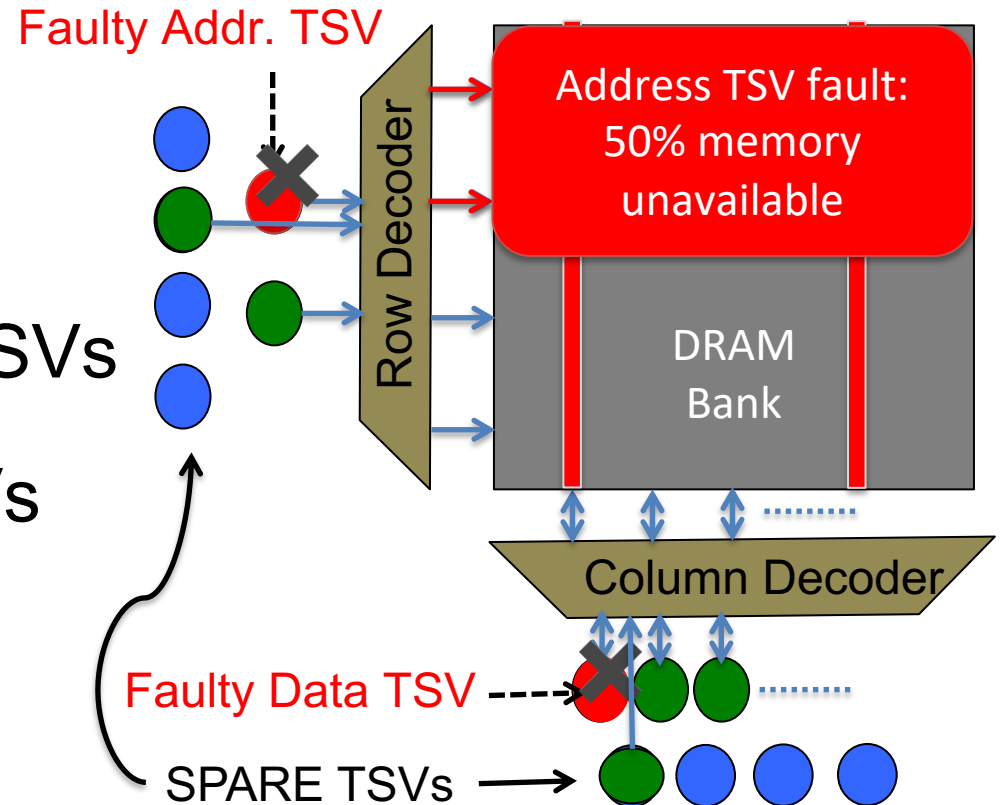 Faulty Addr. TSV
Address TSV fault:
50% memory
unavailable
Row Decoder
DRAM
Bank
Column Decoder
Faulty Data TSV
SPARE TSVs